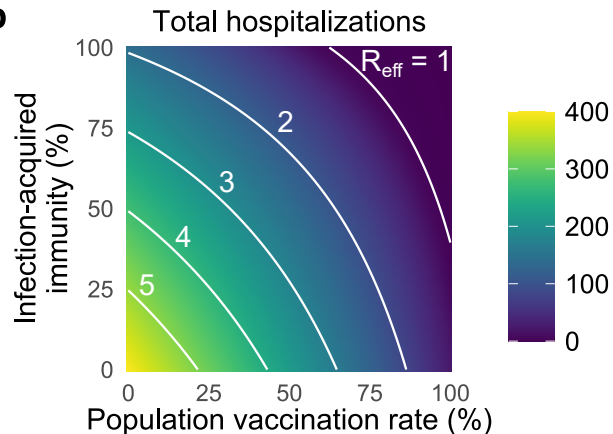 b
Total hospitalizations
Infection-acquired
immunity (%)
100
75
50
25
0
R_eff = 1
2
3
4
5
0 25 50 75 100
Population vaccination rate (%)
400
300
200
100
0